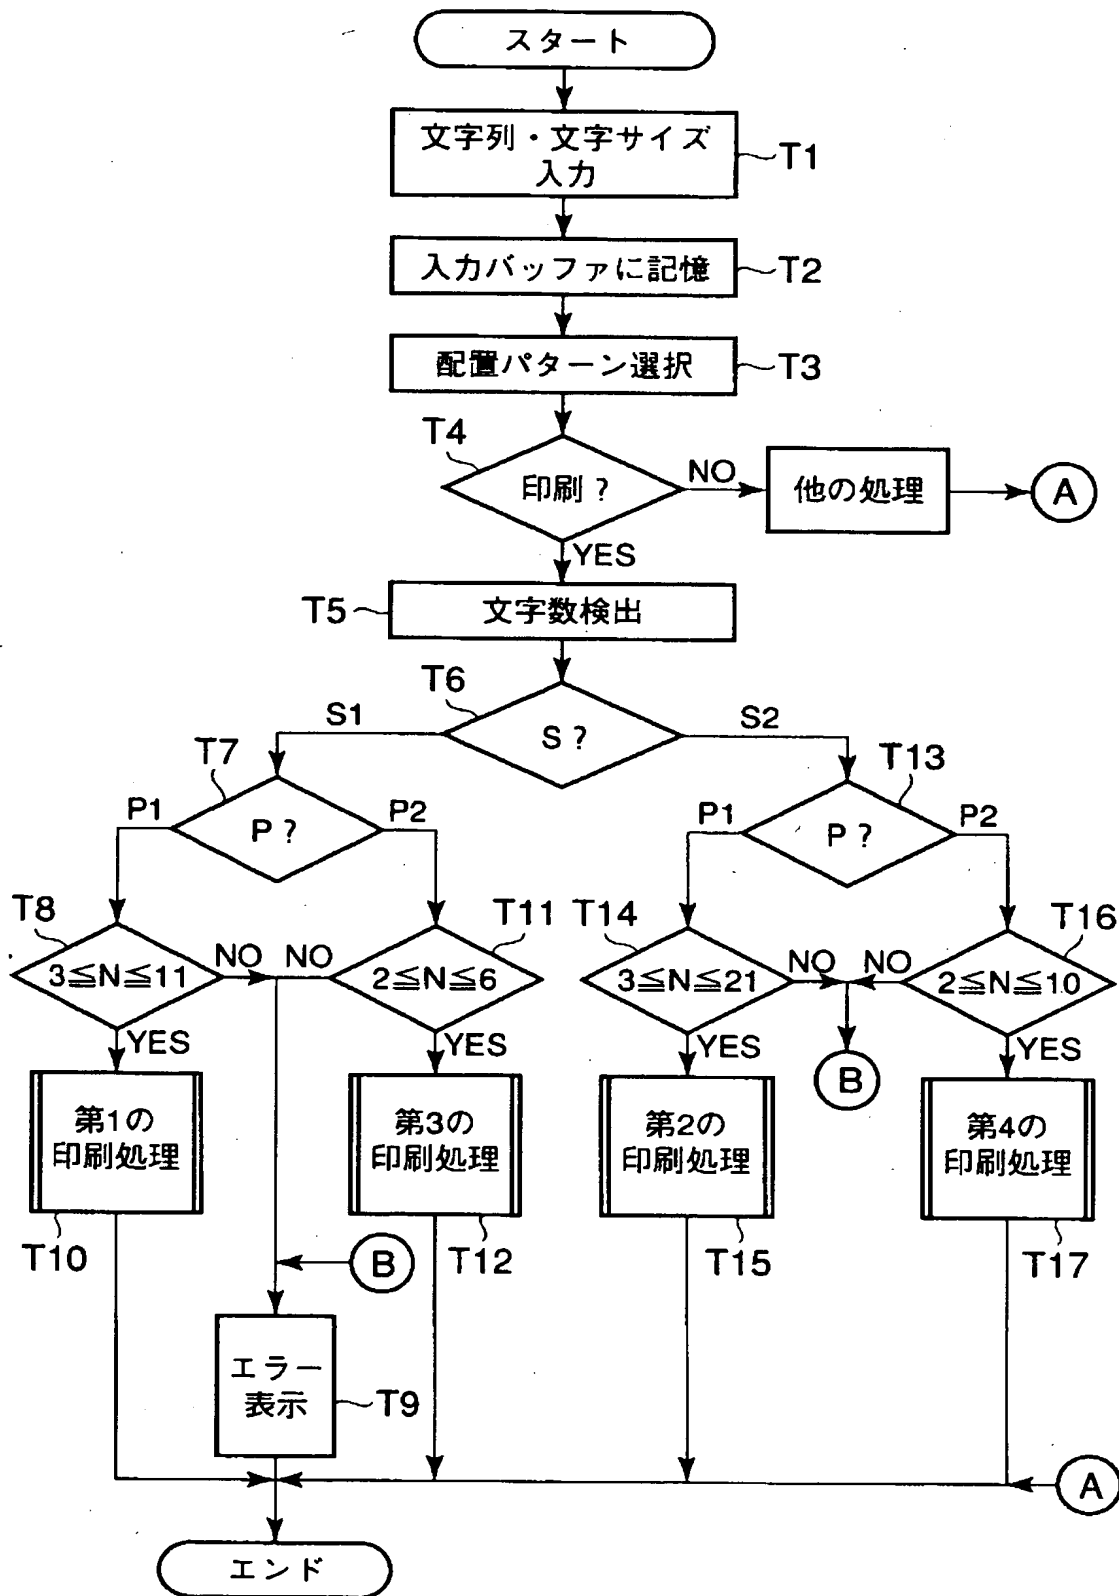 スタート
文字列・文字サイズ
入力
T1
入力バッファに記憶
T2
配置パターン選択
T3
T4
印刷？
NO
他の処理
A
YES
T5
文字数検出
T6
S1
S？
S2
T7
P1
P？
P2
T13
P1
P？
P2
T8
3≦N≦11
NO
NO
T11
2≦N≦6
T14
3≦N≦21
NO
NO
T16
2≦N≦10
YES
YES
YES
YES
B
第1の
印刷処理
第3の
印刷処理
第2の
印刷処理
第4の
印刷処理
T10
B
T12
T15
T17
エラー
表示
T9
A
エンド